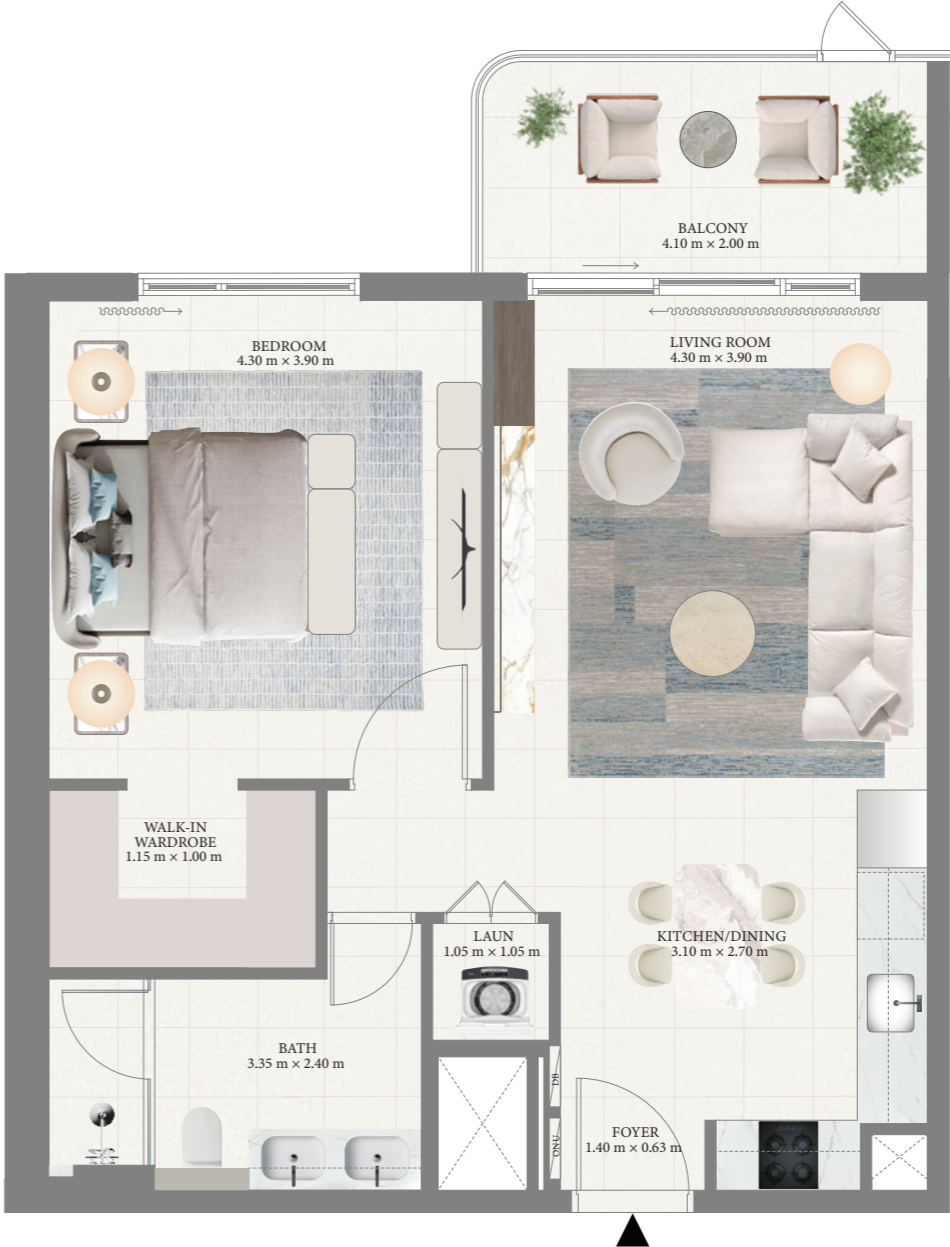 BALCONY
4.10 m × 2.00 m
BEDROOM
4.30 m × 3.90 m
LIVING ROOM
4.30 m × 3.90 m
WALK-IN
WARDROBE
1.15 m × 1.00 m
LAUN
1.05 m × 1.05 m
KITCHEN/DINING
3.10 m × 2.70 m
BATH
3.35 m × 2.40 m
DB
ONU
FOYER
1.40 m × 0.63 m